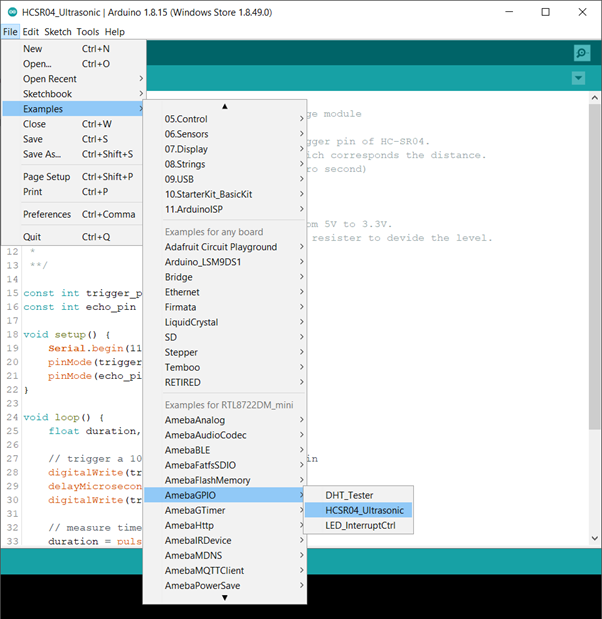 HCSR04_Ultrasonic | Arduino 1.8.15 (Windows Store 1.8.49.0)
File Edit Sketch Tools Help
New Ctrl+N
Open... Ctrl+O
Open Recent
Sketchbook
Examples
Close Ctrl+W
Save Ctrl+S
Save As... Ctrl+Shift+S
Page Setup Ctrl+Shift+P
Print Ctrl+P
Preferences Ctrl+Comma
Quit Ctrl+Q
05.Control
06.Sensors
07.Display
08.Strings
09.USB
10.StarterKit_BasicKit
11.ArduinoISP
Examples for any board
Adafruit Circuit Playground
Arduino_LSM9DS1
Bridge
Ethernet
Firmata
LiquidCrystal
SD
Stepper
Temboo
RETIRED
Examples for RTL8722DM_mini
AmebaAnalog
AmebaAudioCodec
AmebaBLE
AmebaFatfsSDIO
AmebaFlashMemory
AmebaGPIO
AmebaGTimer
AmebaHttp
AmebaIRDevice
AmebaMDNS
AmebaMQTTClient
AmebaPowerSave
DHT_Tester
HCSR04_Ultrasonic
LED_InterruptCtrl
ge module
gger pin of HC-SR04.
ich corresponds the distance.
ro second)
om 5V to 3.3V.
resister to devide the level.
12 *
13 **/
14
15 const int trigger_p
16 const int echo_pin
17
18 void setup() {
19 Serial.begin(11
20 pinMode(trigger
21 pinMode(echo_pi
22 }
23
24 void loop() {
25 float duration,
26
27 // trigger a 10 in
28 digitalWrite(tr
29 delayMicrosecon
30 digitalWrite(tr
31
32 // measure time
33 duration = puls